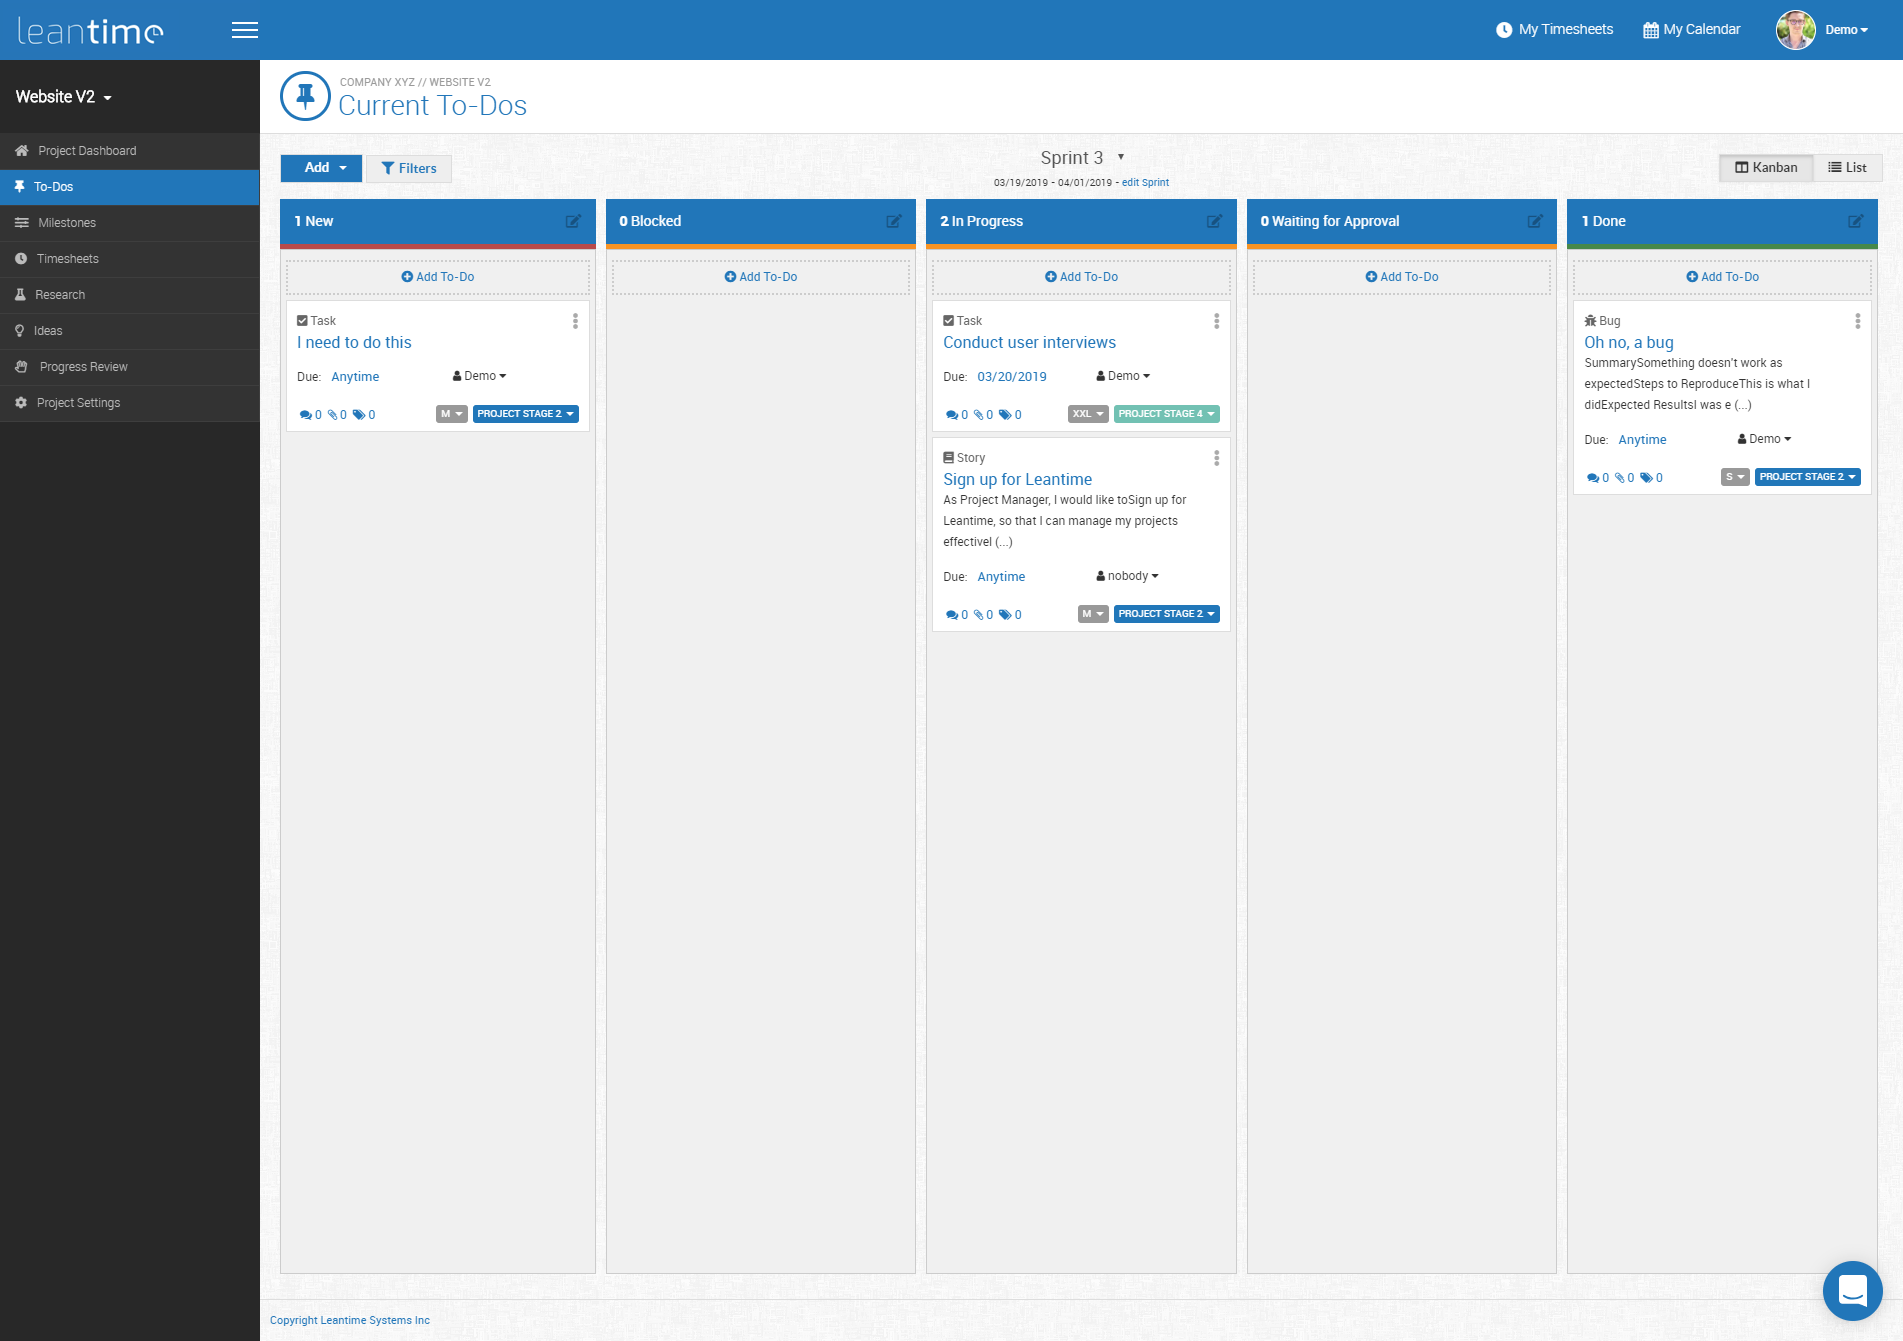 leantime
My Timesheets
My Calendar
Demo
Website V2
Project Dashboard
To-Dos
Milestones
Timesheets
Research
Ideas
Progress Review
Project Settings
COMPANY XYZ // WEBSITE V2
Current To-Dos
Add
Filters
Sprint 3
03/19/2019 - 04/01/2019 - edit Sprint
Kanban
List
1 New
Add To-Do
Task
I need to do this
Due: Anytime Demo
0 0 0 M PROJECT STAGE 2
0 Blocked
Add To-Do
2 In Progress
Add To-Do
Task
Conduct user interviews
Due: 03/20/2019 Demo
0 0 0 XXL PROJECT STAGE 4
Story
Sign up for Leantime
As Project Manager, I would like toSign up for
Leantime, so that I can manage my projects
effectivel (...)
Due: Anytime nobody
0 0 0 M PROJECT STAGE 2
0 Waiting for Approval
Add To-Do
1 Done
Add To-Do
Bug
Oh no, a bug
SummarySomething doesn't work as
expectedSteps to ReproduceThis is what I
didExpected ResultsI was e (...)
Due: Anytime Demo
0 0 0 S PROJECT STAGE 2
Copyright Leantime Systems Inc